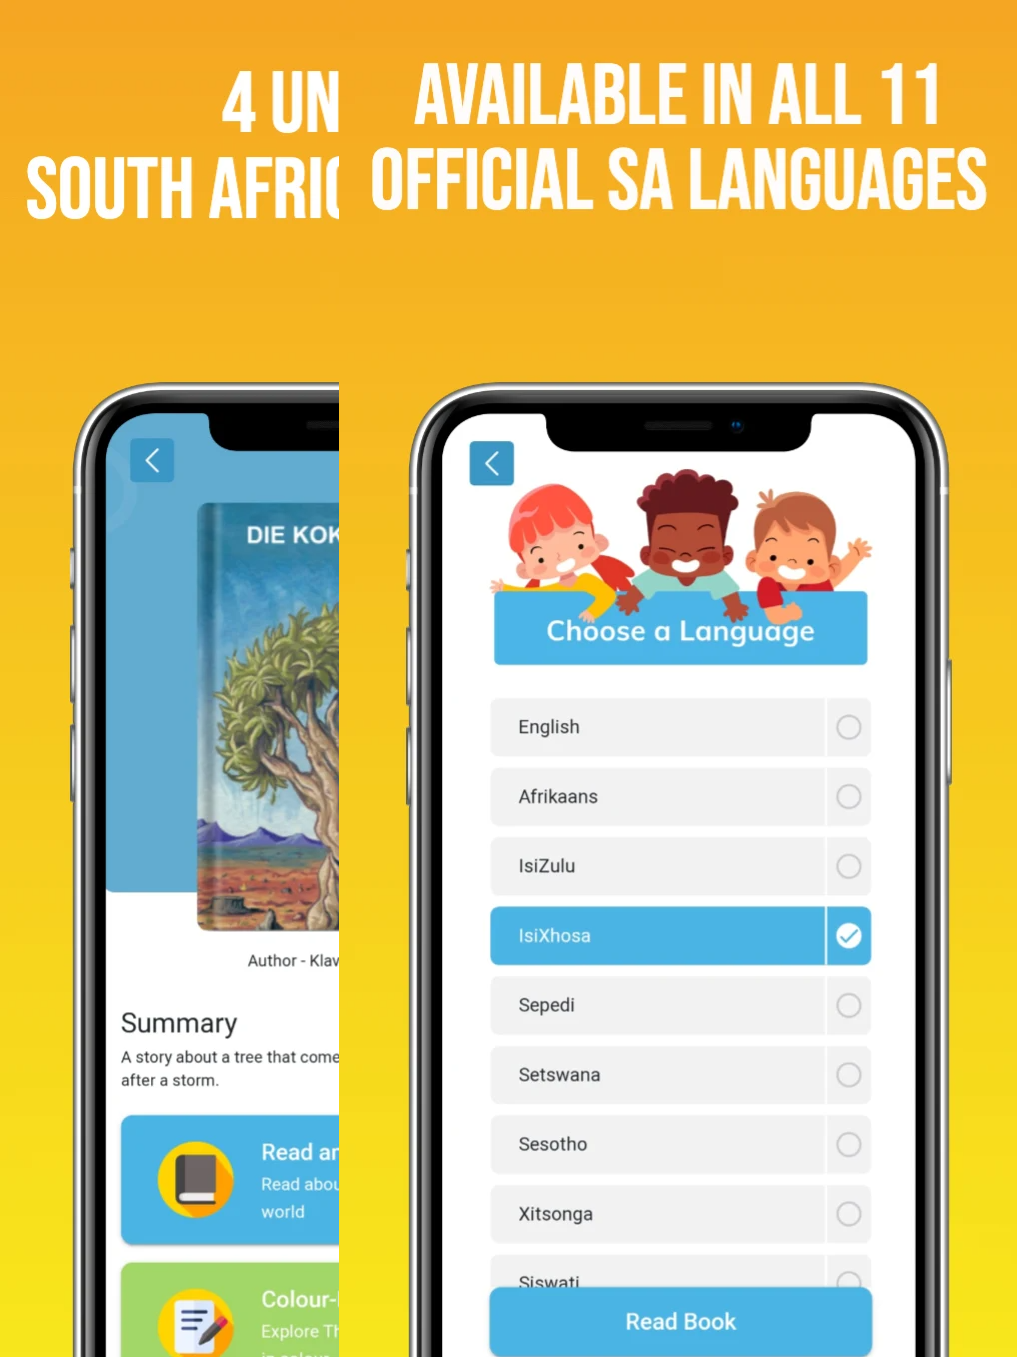 4 UN
SOUTH AFRIC
DIE KOK
Author - Klav
Summary
A story about a tree that come
after a storm.
Read ar
Read abou
world
Colour-
Explore Th
AVAILABLE IN ALL 11
OFFICIAL SA LANGUAGES
Choose a Language
English
Afrikaans
IsiZulu
IsiXhosa
Sepedi
Setswana
Sesotho
Xitsonga
Siswati
Read Book